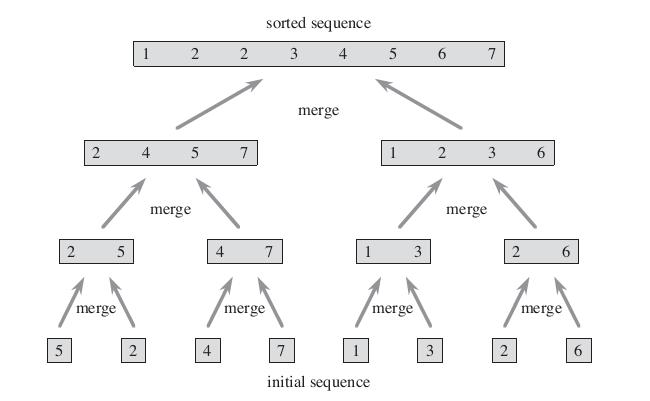 sorted sequence
1 2 2 3 4 5 6 7
merge
2 4 5 7 1 2 3 6
merge merge
2 5 4 7 1 3 2 6
merge merge merge merge
5 2 4 7 1 3 2 6
initial sequence